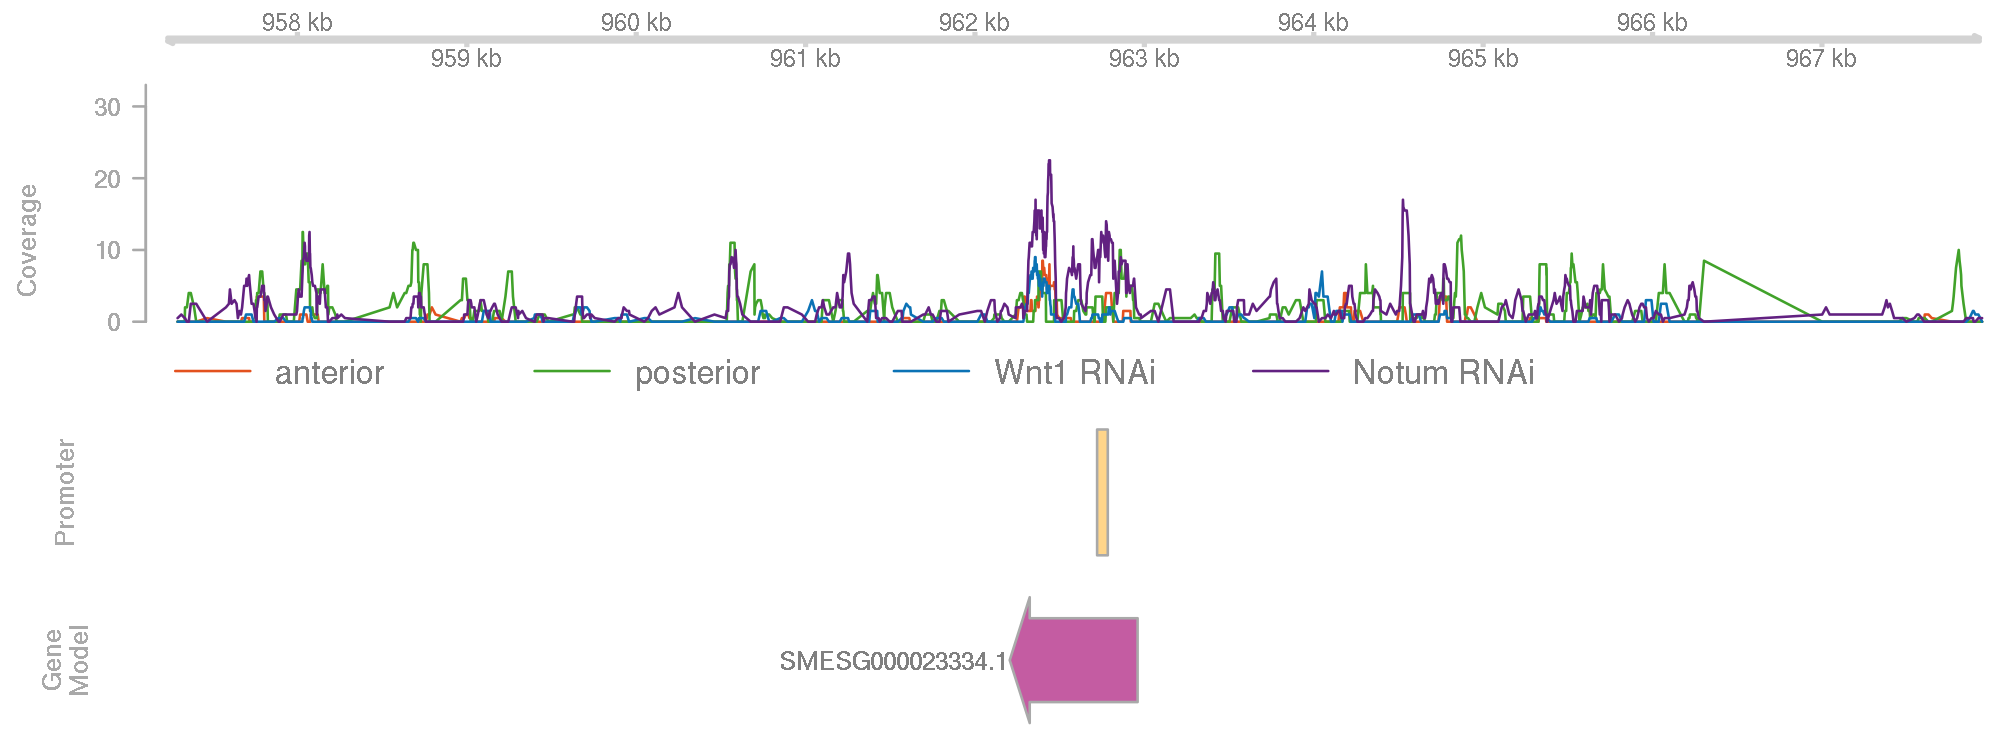 958 kb 960 kb 962 kb 964 kb 966 kb
959 kb 961 kb 963 kb 965 kb 967 kb
Coverage
30
20
10
0
anterior posterior Wnt1 RNAi Notum RNAi
Promoter
Gene
Model
SMESG000023334.1